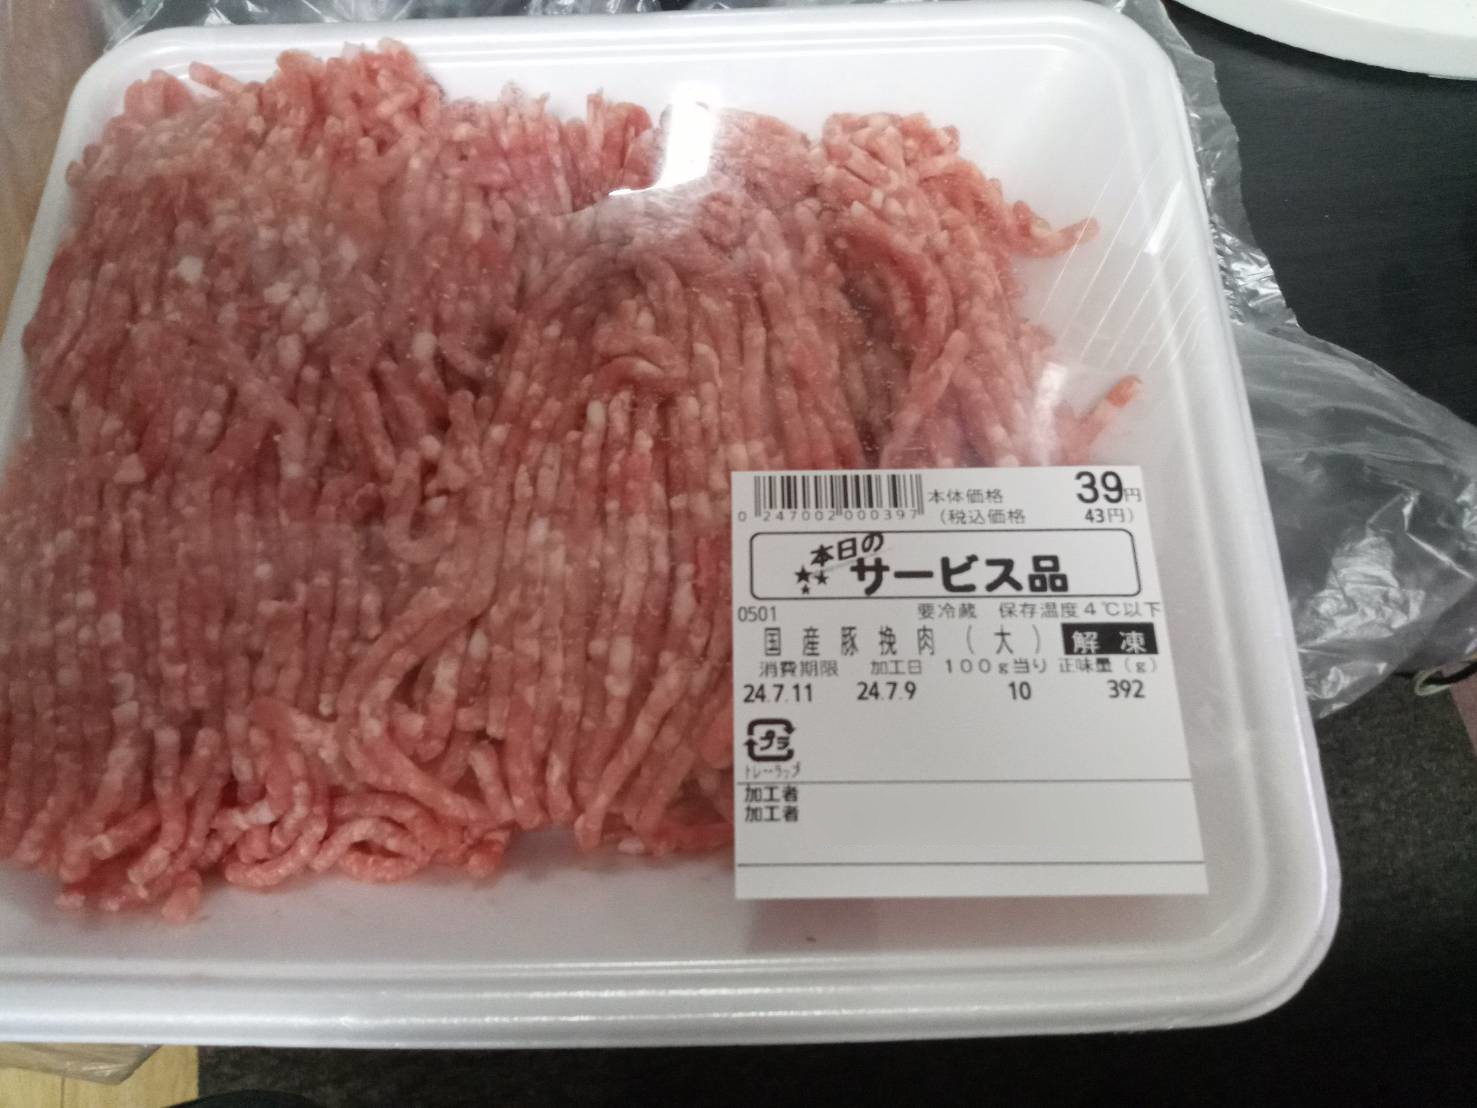 本体価格 39円
0 247002 000397 (税込価格 43円)
本日の
サービス品
0501 要冷蔵 保存温度4℃以下
国産豚挽肉(大) 解凍
消費期限 加工日 100g当り 正味量(g)
24.7.11 24.7.9 10 392
プラ
トレー・ラップ
加工者
加工者